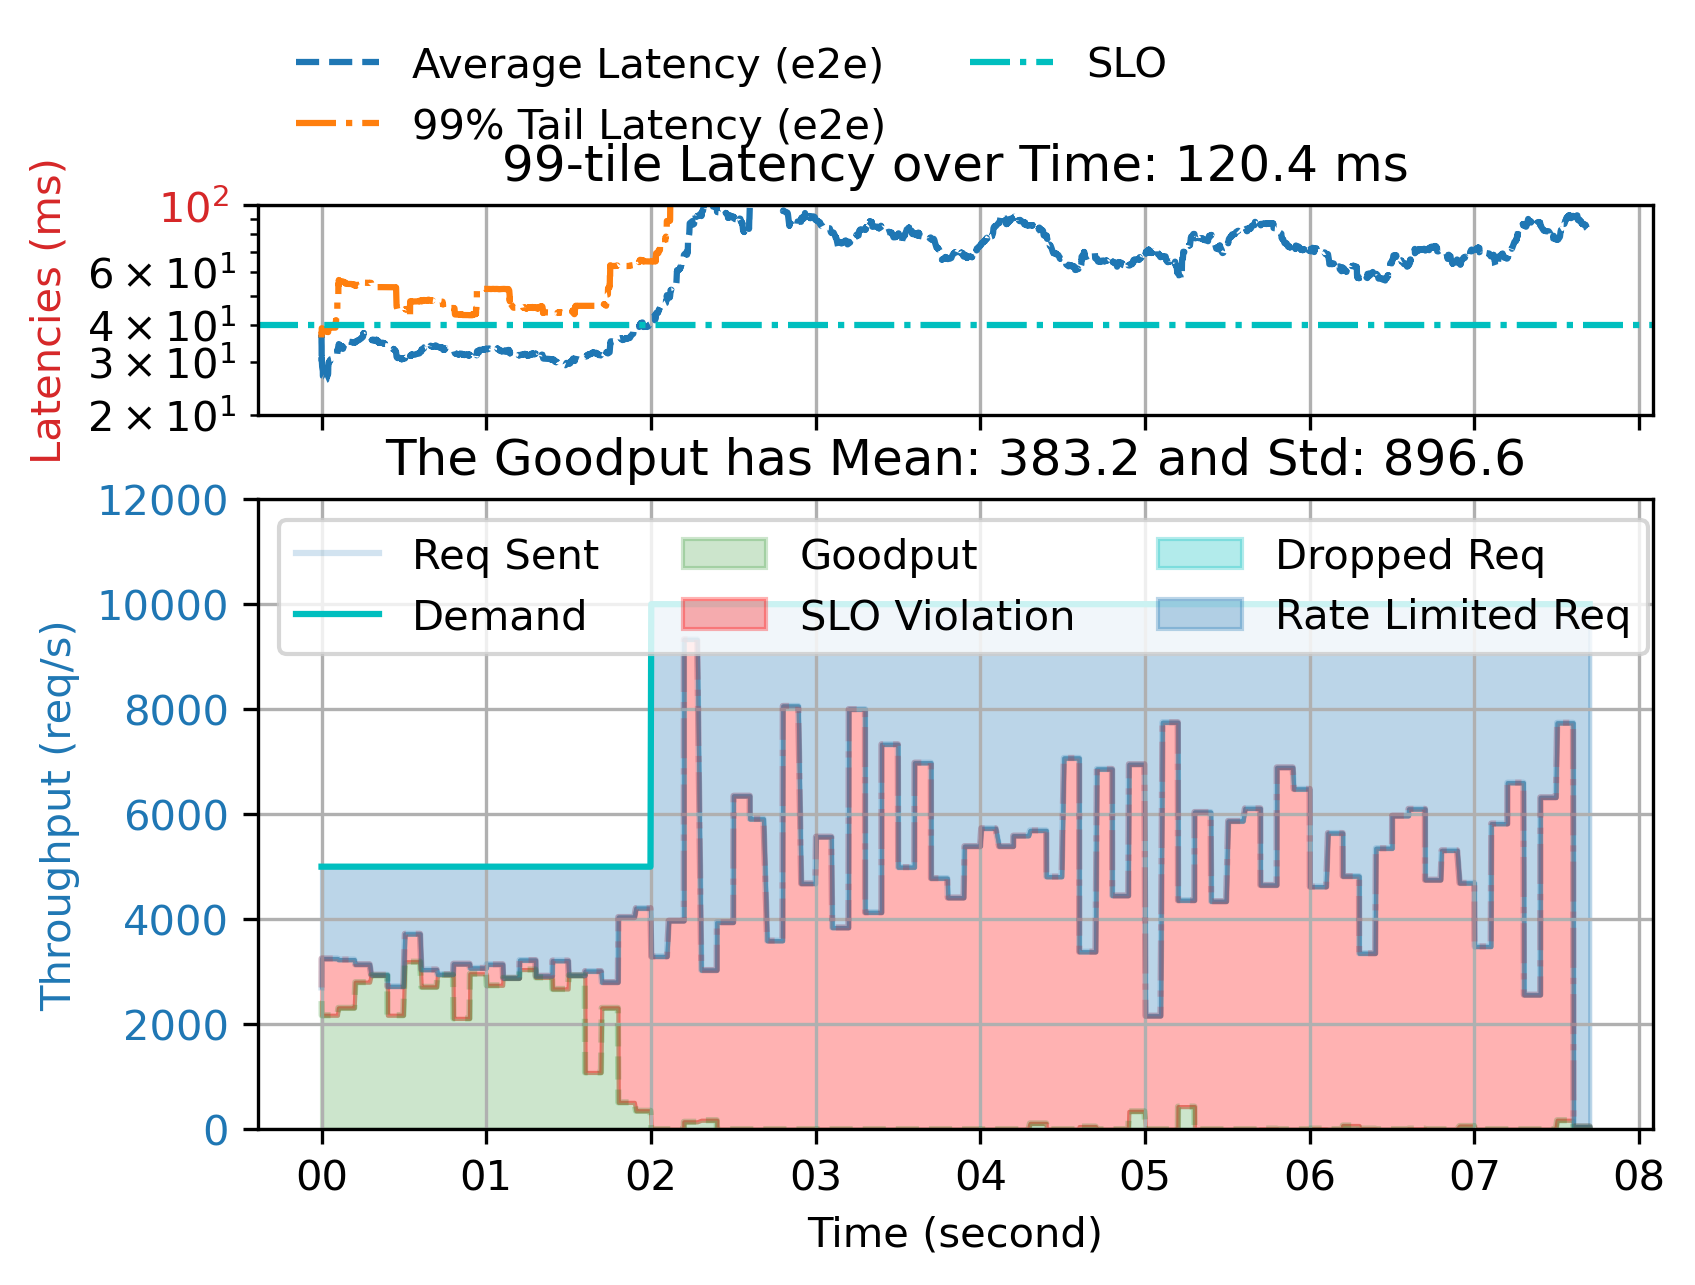 Average Latency (e2e) SLO
99% Tail Latency (e2e)
99-tile Latency over Time: 120.4 ms
Latencies (ms)
10²
6 × 10¹
4 × 10¹
3 × 10¹
2 × 10¹
The Goodput has Mean: 383.2 and Std: 896.6
Throughput (req/s)
12000
10000
8000
6000
4000
2000
0
Req Sent Goodput Dropped Req
Demand SLO Violation Rate Limited Req
00 01 02 03 04 05 06 07 08
Time (second)